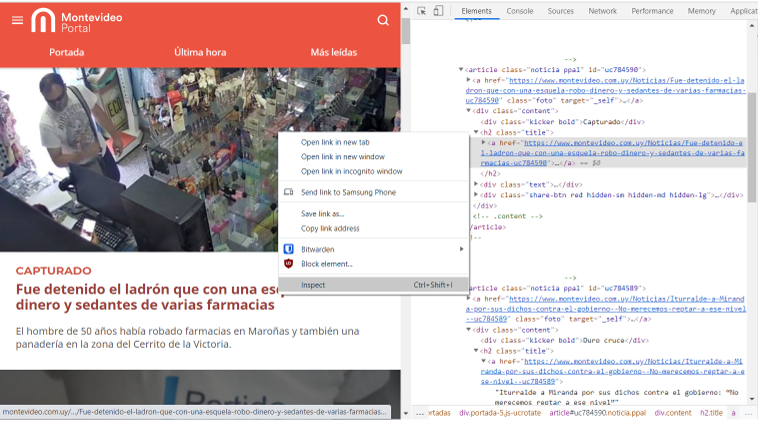 Montevideo
Portal
Portada
Última hora
Más leídas
Open link in new tab
Open link in new window
Open link in incognito window
Send link to Samsung Phone
Save link as...
Copy link address
Bitwarden
Block element...
Inspect Ctrl+Shift+I
CAPTURADO
Fue detenido el ladrón que con una es
dinero y sedantes de varias farmacias
El hombre de 50 años había robado farmacias en Maroñas y también una
panadería en la zona del Cerrito de la Victoria.
montevideo.com.uy/.../Fue-detenido-el-ladron-que-con-una-esquela-robo-dinero-y-sedantes-de-varias-farmacias...
Elements Console Sources Network Performance Memory Applicat
-->
<article class="noticia ppal" id="uc784590">
<a href="https://www.montevideo.com.uy/Noticias/Fue-detenido-el-la
dron-que-con-una-esquela-robo-dinero-y-sedantes-de-varias-farmacias-
uc784590" class="foto" target="_self">…</a>
<div class="content">
<div class="kicker bold">Capturado</div>
<h2 class="title">
<a href="https://www.montevideo.com.uy/Noticias/Fue-detenido-e
l-ladron-que-con-una-esquela-robo-dinero-y-sedantes-de-varias-far
macias-uc784590">…</a> == $0
</h2>
<div class="text">…</div>
<div class="share-btn red hidden-sm hidden-md hidden-lg">…</div>
</div>
<!-- .content -->
</article>
<!--
-->
<article class="noticia ppal" id="uc784589">
<a href="https://www.montevideo.com.uy/Noticias/Iturralde-a-Mirand
a-por-sus-dichos-contra-el-gobierno--No-merecemos-reptar-a-ese-nivel
--uc784589" class="foto" target="_self">…</a>
<div class="content">
<div class="kicker bold">Duro cruce</div>
<h2 class="title">
<a href="https://www.montevideo.com.uy/Noticias/Iturralde-a-Mi
randa-por-sus-dichos-contra-el-gobierno--No-merecemos-reptar-a-es
e-nivel--uc784589">
"Iturralde a Miranda por sus dichos contra el gobierno: “No
merecemos reptar a ese nivel”"
... ortadas div.portada-5.js-ucrotate article#uc784590.noticia.ppal div.content h2.title a ...